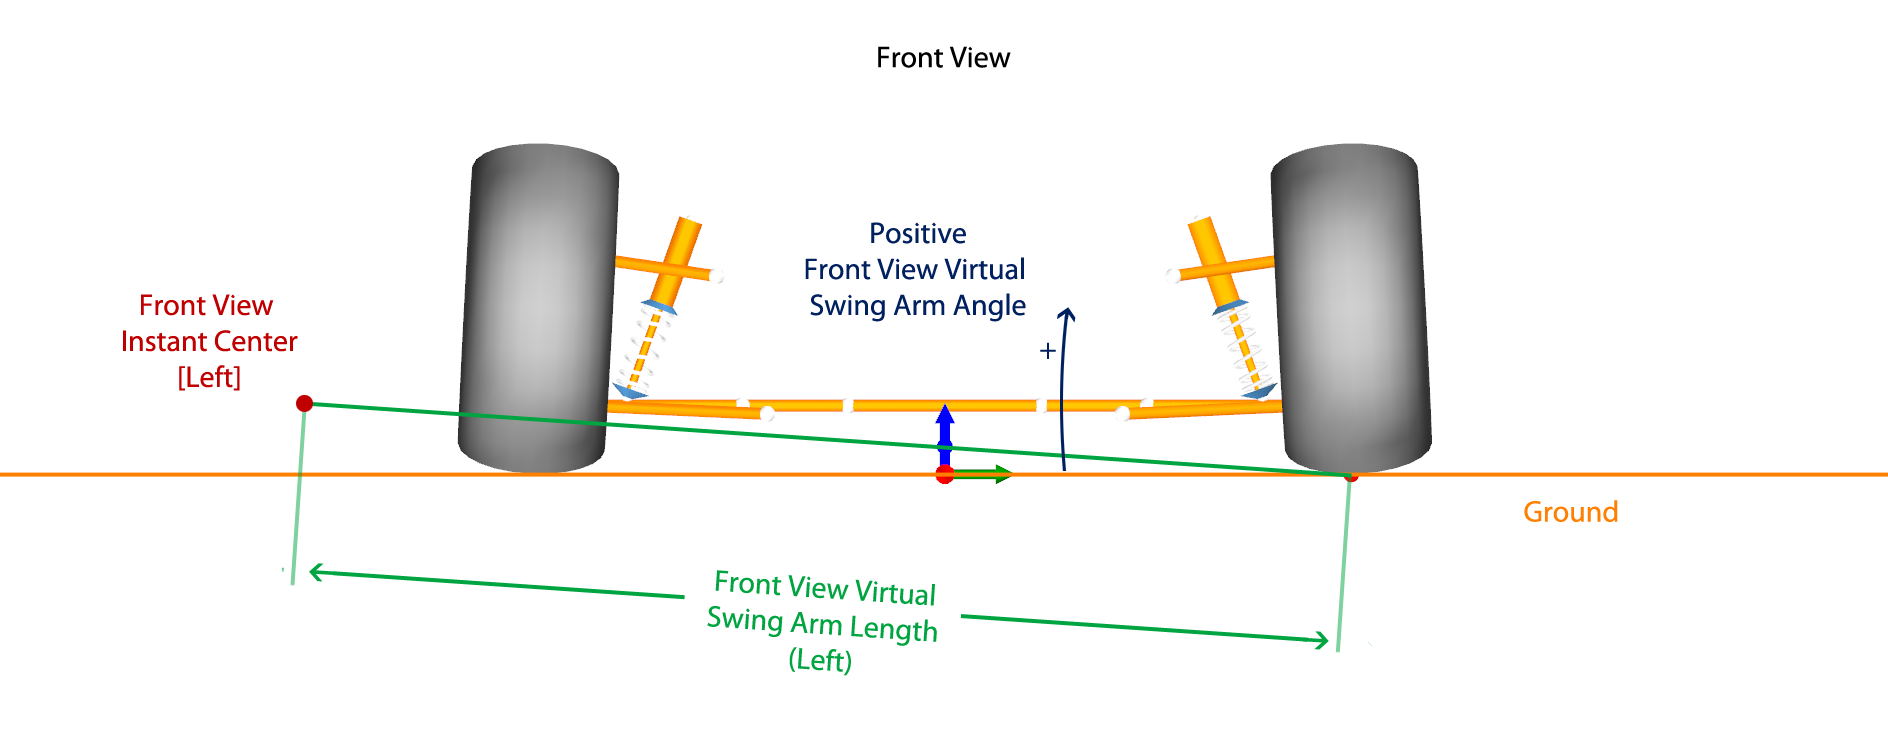 Front View
Positive
Front View Virtual
Swing Arm Angle
+
Front View
Instant Center
[Left]
Ground
Front View Virtual
Swing Arm Length
(Left)